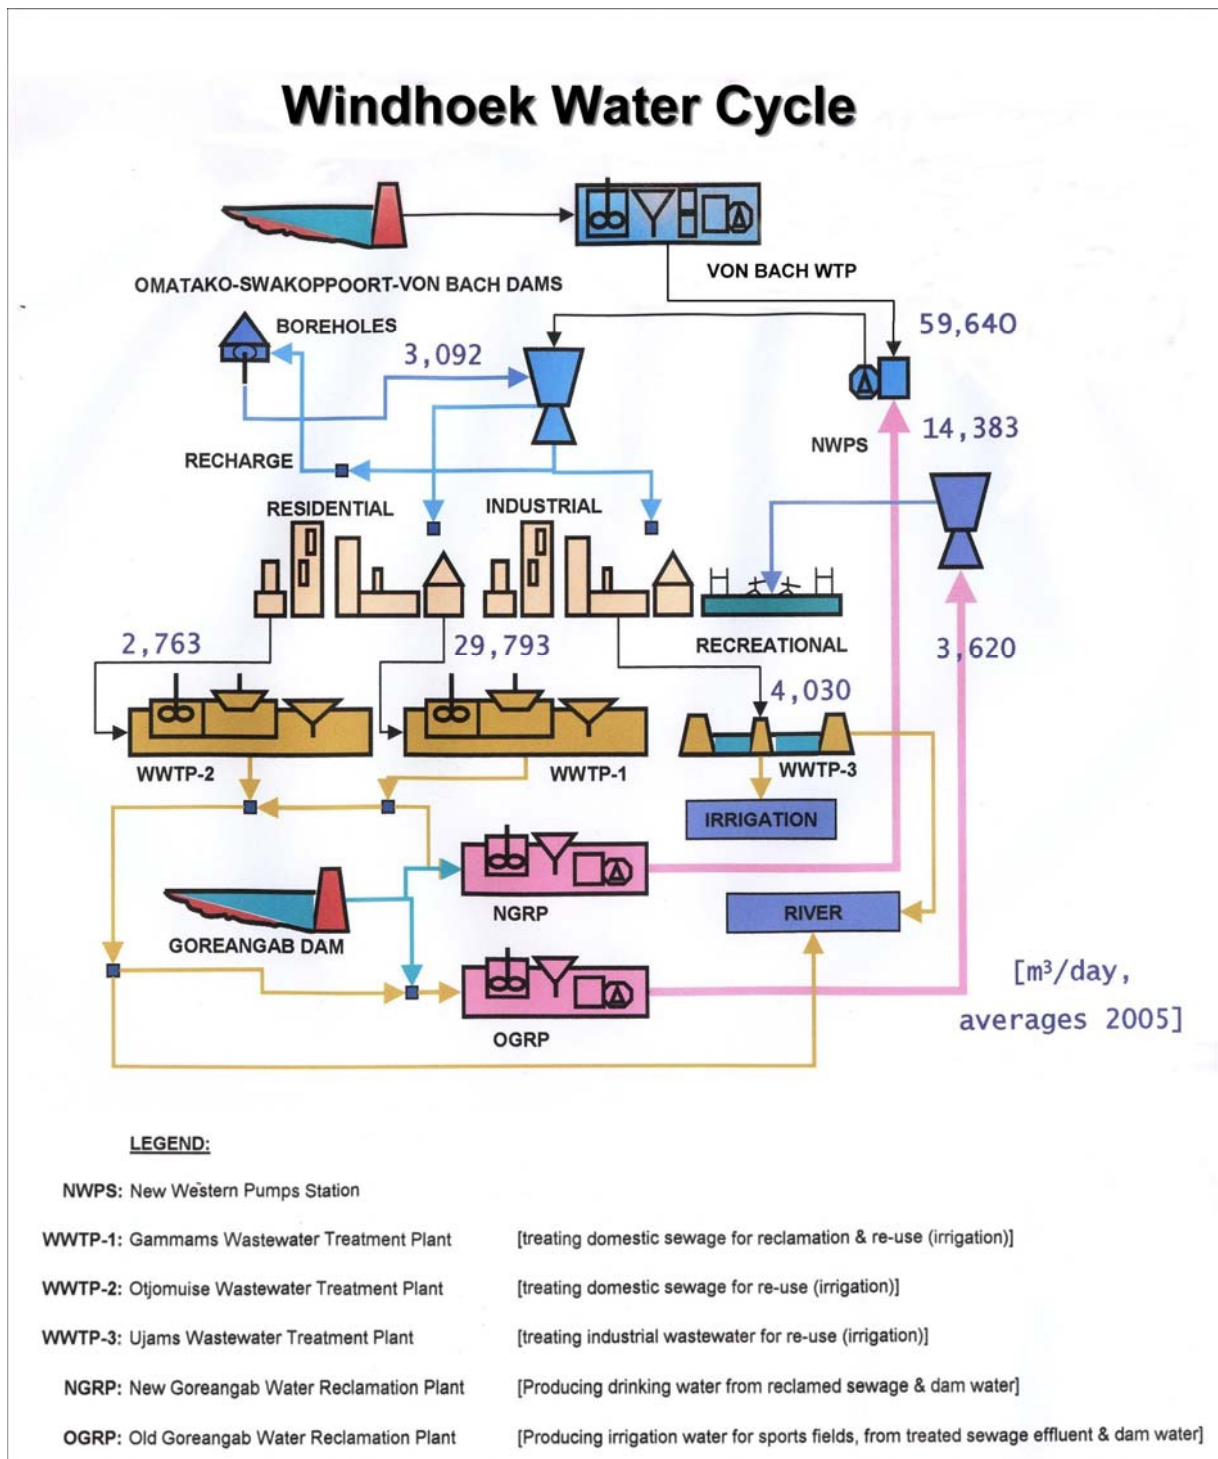 Windhoek Water Cycle
OMATAKO-SWAKOPPOORT-VON BACH DAMS
VON BACH WTP
BOREHOLES
3,092
59,640
14,383
NWPS
RECHARGE
RESIDENTIAL
INDUSTRIAL
RECREATIONAL
2,763
29,793
3,620
4,030
WWTP-2
WWTP-1
WWTP-3
IRRIGATION
NGRP
RIVER
GOREANGAB DAM
OGRP
[m³/day,
averages 2005]
LEGEND:
NWPS: New Western Pumps Station
WWTP-1: Gammams Wastewater Treatment Plant [treating domestic sewage for reclamation & re-use (irrigation)]
WWTP-2: Otjomuise Wastewater Treatment Plant [treating domestic sewage for re-use (irrigation)]
WWTP-3: Ujams Wastewater Treatment Plant [treating industrial wastewater for re-use (irrigation)]
NGRP: New Goreangab Water Reclamation Plant [Producing drinking water from reclamed sewage & dam water]
OGRP: Old Goreangab Water Reclamation Plant [Producing irrigation water for sports fields, from treated sewage effluent & dam water]